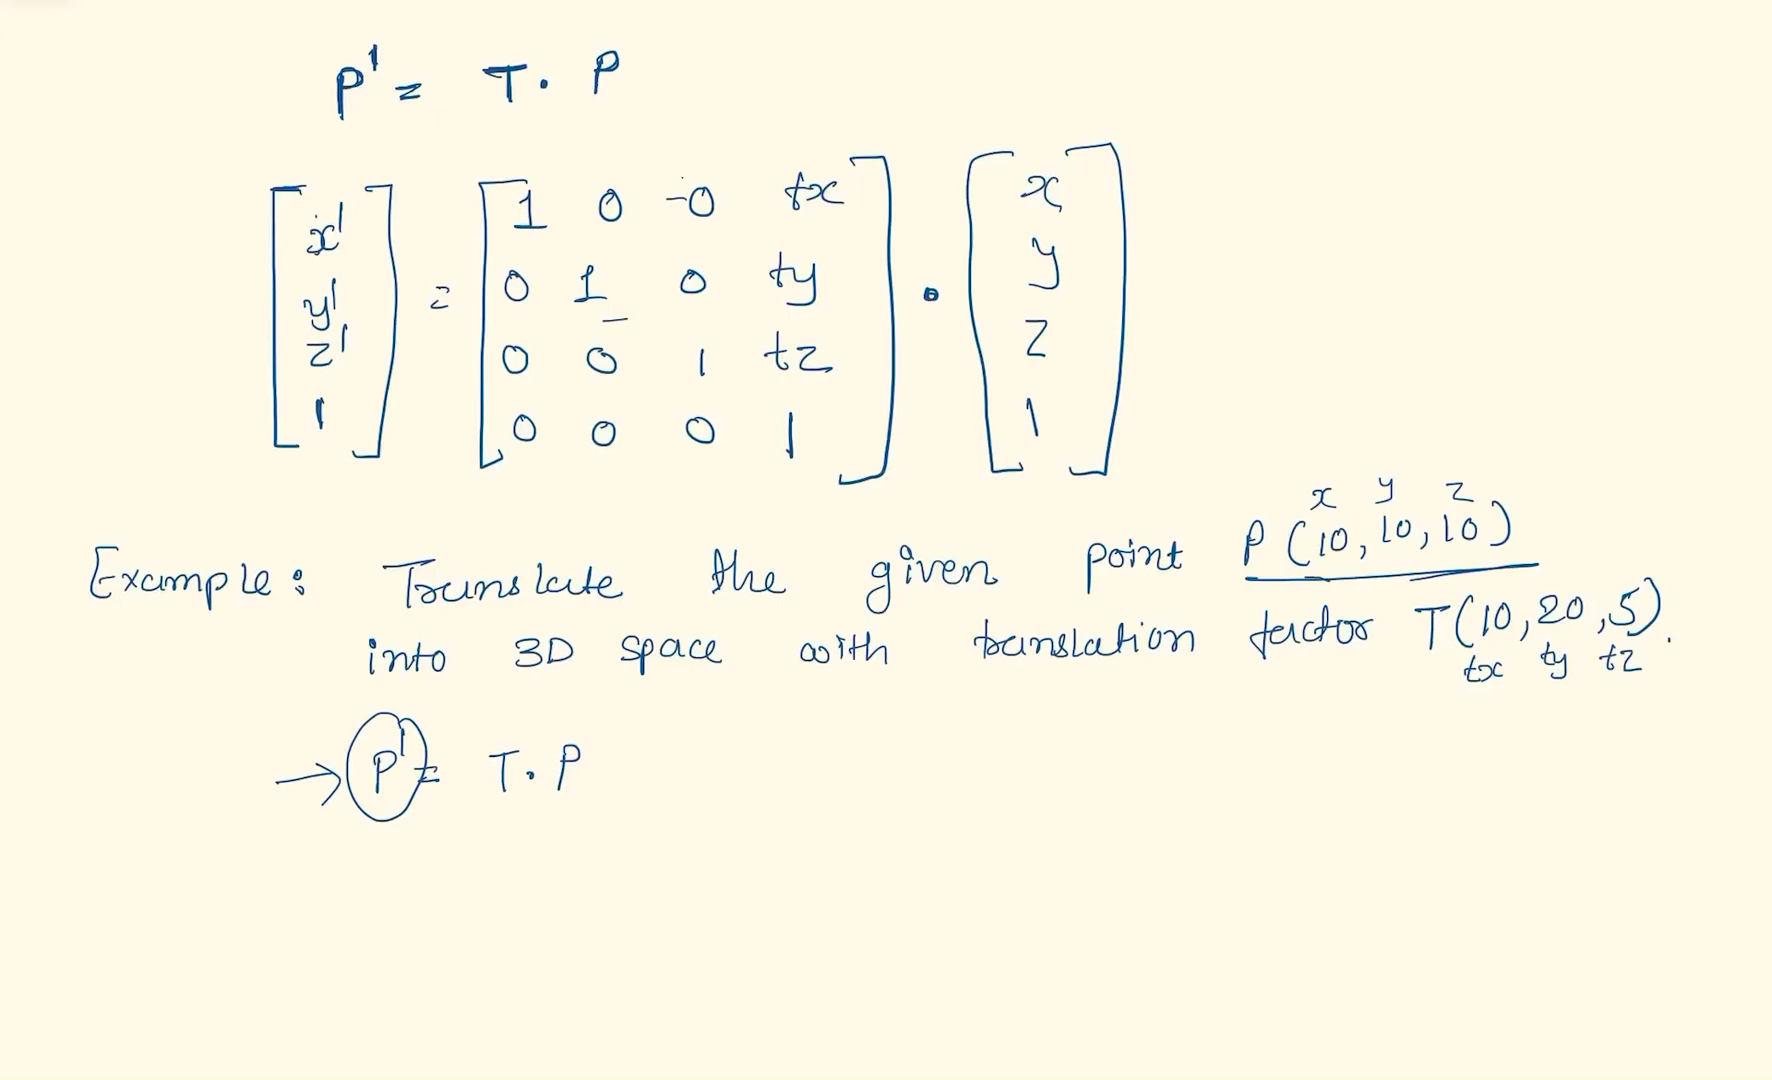 P' = T. P
[x' y' z' 1] = [1 0 -0 tx
0 1 0 ty
0 0 1 tz
0 0 0 1] . [x y z 1]
x y z
Example: Translate the given point P (10, 10, 10)
into 3D space with translation factor T(10, 20, 5).
tx ty tz
→ P' = T. P